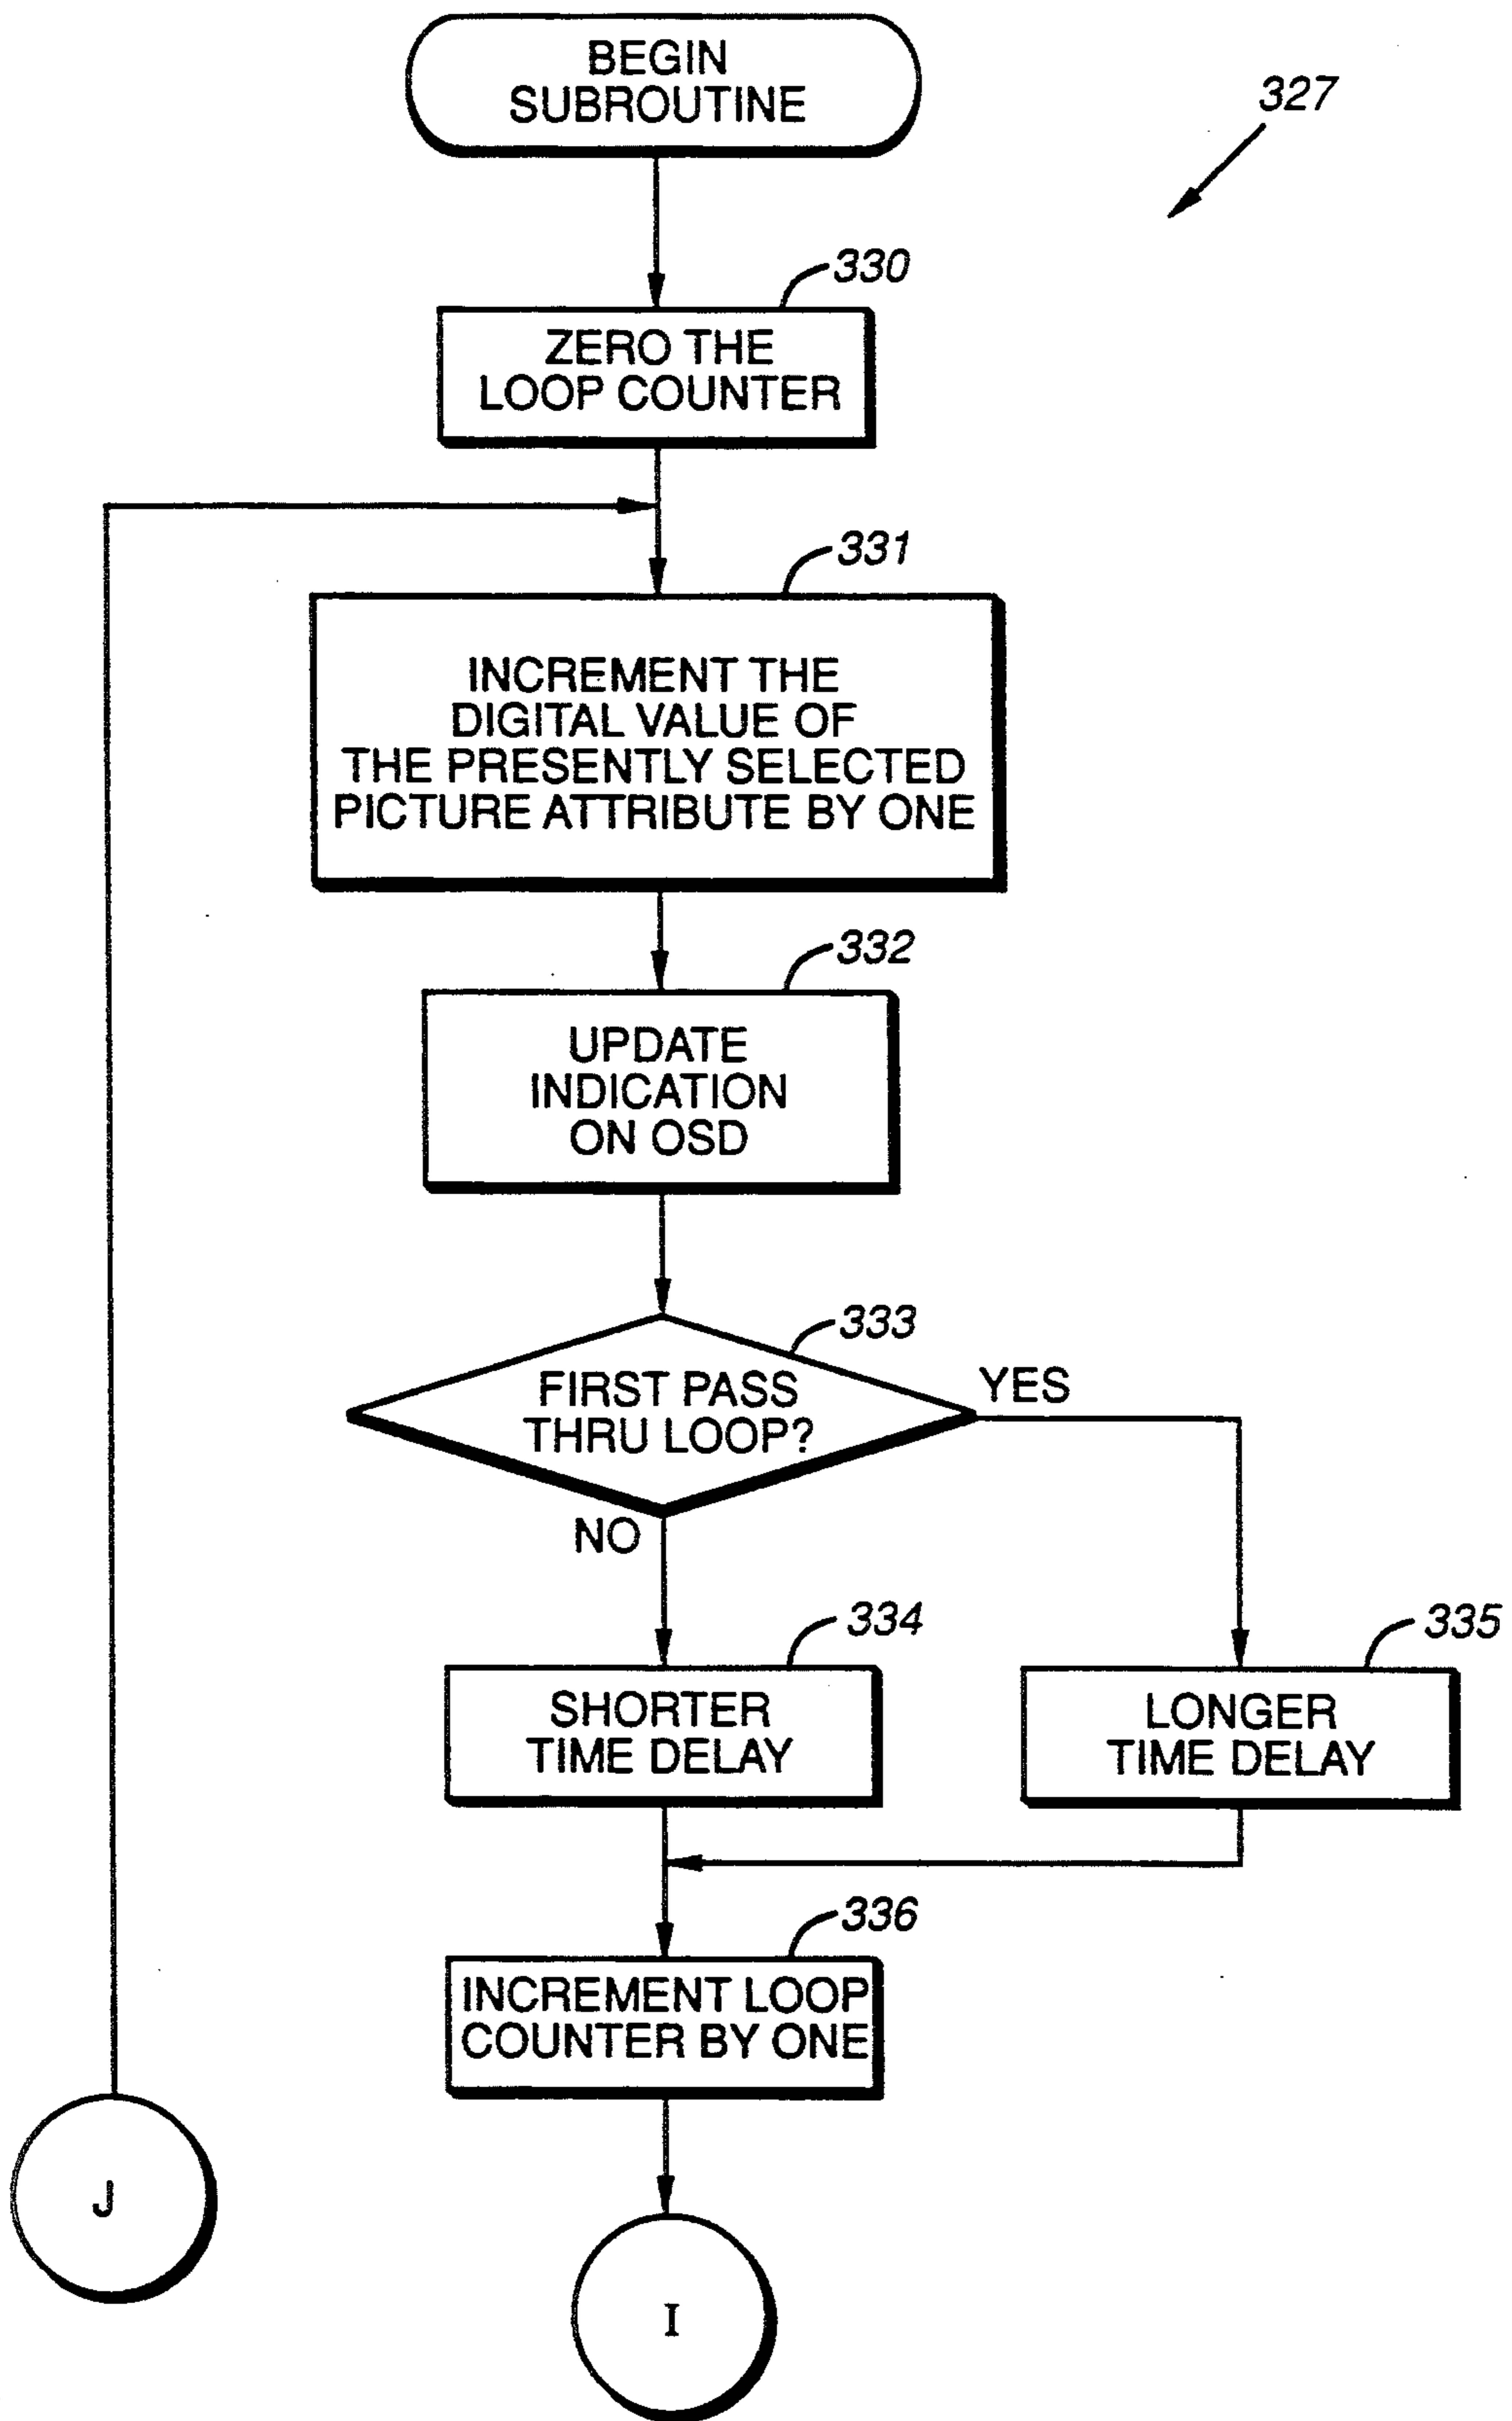 BEGIN
SUBROUTINE
327
330
ZERO THE
LOOP COUNTER
331
INCREMENT THE
DIGITAL VALUE OF
THE PRESENTLY SELECTED
PICTURE ATTRIBUTE BY ONE
332
UPDATE
INDICATION
ON OSD
333
FIRST PASS
THRU LOOP?
YES
NO
334
SHORTER
TIME DELAY
335
LONGER
TIME DELAY
336
INCREMENT LOOP
COUNTER BY ONE
J
I